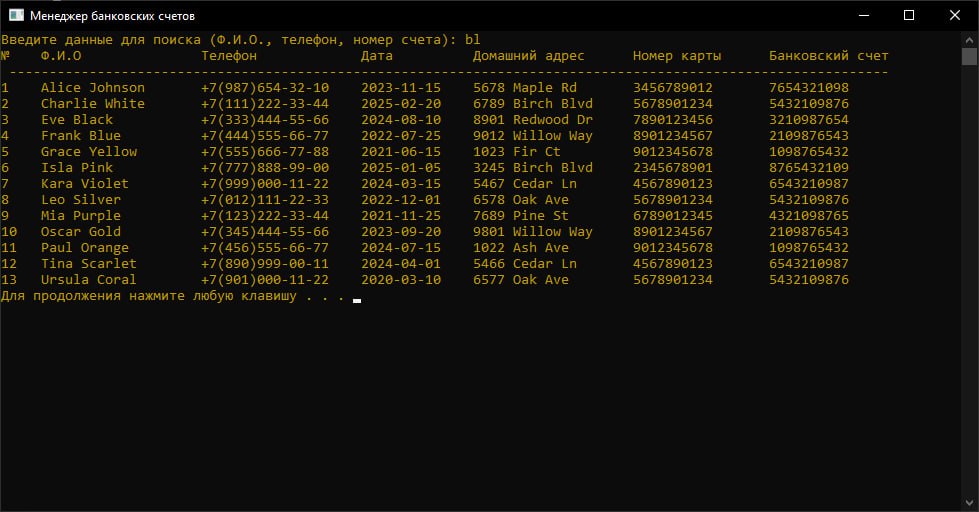 Менеджер банковских счетов
Введите данные для поиска (Ф.И.О., телефон, номер счета): bl
№ Ф.И.О Телефон Дата Домашний адрес Номер карты Банковский счет
---------------------------------------------------------------------------------------------------------------
1 Alice Johnson +7(987)654-32-10 2023-11-15 5678 Maple Rd 3456789012 7654321098
2 Charlie White +7(111)222-33-44 2025-02-20 6789 Birch Blvd 5678901234 5432109876
3 Eve Black +7(333)444-55-66 2024-08-10 8901 Redwood Dr 7890123456 3210987654
4 Frank Blue +7(444)555-66-77 2022-07-25 9012 Willow Way 8901234567 2109876543
5 Grace Yellow +7(555)666-77-88 2021-06-15 1023 Fir Ct 9012345678 1098765432
6 Isla Pink +7(777)888-99-00 2025-01-05 3245 Birch Blvd 2345678901 8765432109
7 Kara Violet +7(999)000-11-22 2024-03-15 5467 Cedar Ln 4567890123 6543210987
8 Leo Silver +7(012)111-22-33 2022-12-01 6578 Oak Ave 5678901234 5432109876
9 Mia Purple +7(123)222-33-44 2021-11-25 7689 Pine St 6789012345 4321098765
10 Oscar Gold +7(345)444-55-66 2023-09-20 9801 Willow Way 8901234567 2109876543
11 Paul Orange +7(456)555-66-77 2024-07-15 1022 Ash Ave 9012345678 1098765432
12 Tina Scarlet +7(890)999-00-11 2024-04-01 5466 Cedar Ln 4567890123 6543210987
13 Ursula Coral +7(901)000-11-22 2020-03-10 6577 Oak Ave 5678901234 5432109876
Для продолжения нажмите любую клавишу . . .